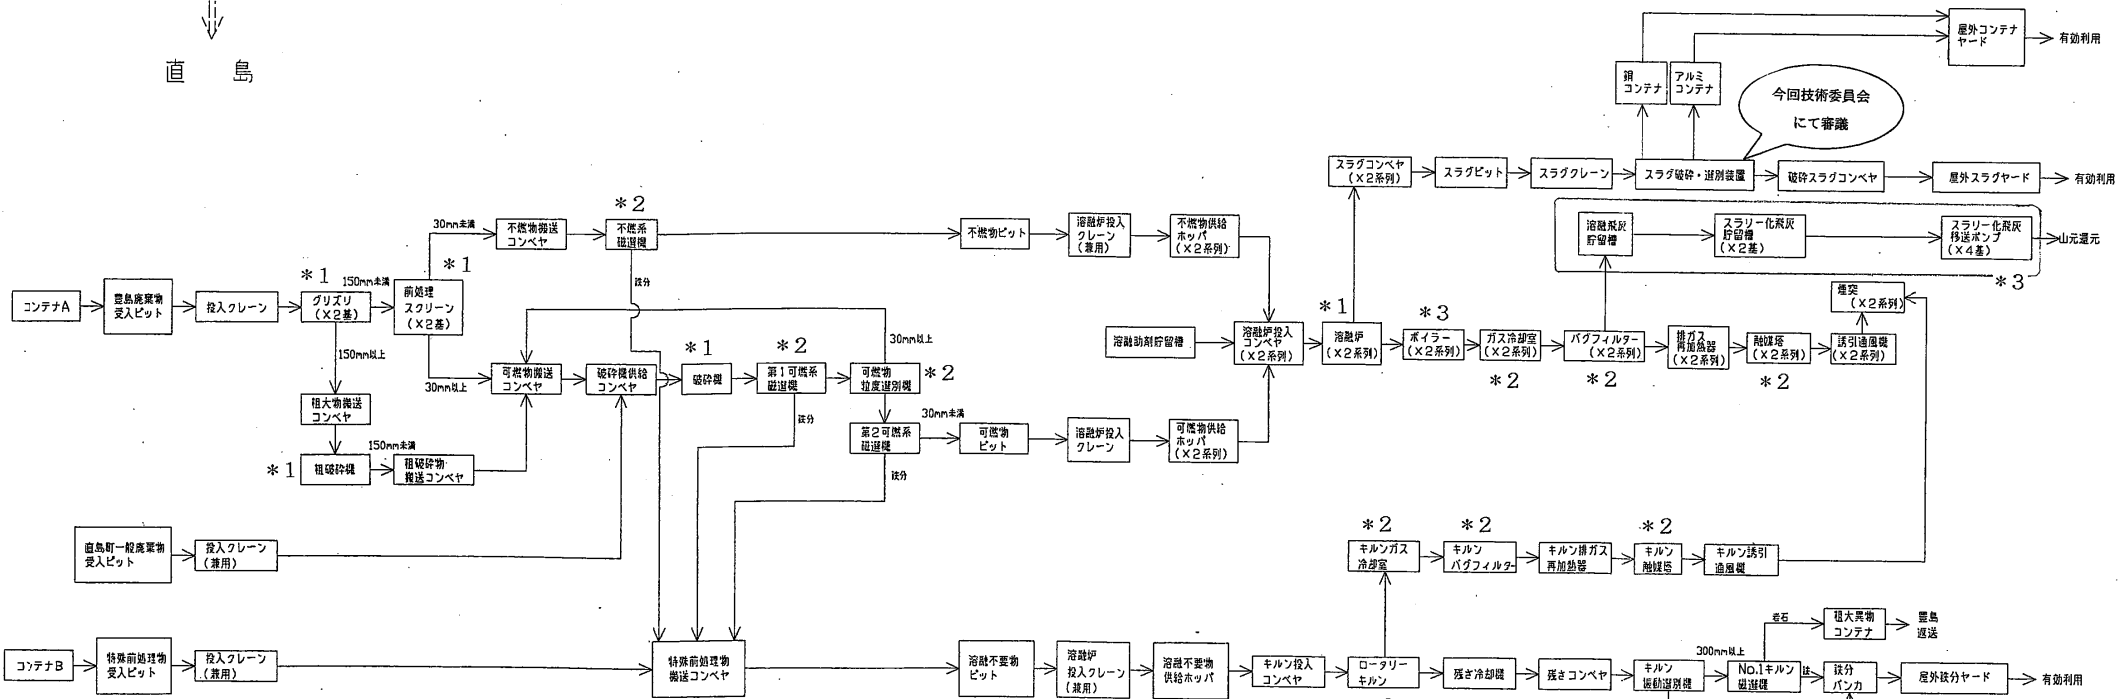 直 島
屋外コンテナ
ヤード
有効利用
銅
コンテナ
アルミ
コンテナ
今回技術委員会
にて審議
スラグコンベヤ
(×2系列)
スラグピット
スラグクレーン
スラグ破砕・選別装置
破砕スラグコンベヤ
屋外スラグヤード
有効利用
*2
30mm未満
不燃物搬送
コンベヤ
不燃系
磁選機
不燃物ピット
溶融炉投入
クレーン
(兼用)
不燃物供給
ホッパ
(×2系列)
溶融飛灰
貯留槽
スラリー化飛灰
貯留槽
(×2基)
スラリー化飛灰
移送ポンプ
(×4基)
山元還元
*3
*1
*1
150mm未満
鉄分
コンテナA
豊島廃棄物
受入ピット
投入クレーン
グリズリ
(×2基)
前処理
スクリーン
(×2基)
煙突
(×2系列)
150mm以上
30mm以上
30mm以上
*1
*3
溶融助剤貯留槽
溶融炉投入
コンベヤ
(×2系列)
溶融炉
(×2系列)
ボイラー
(×2系列)
ガス冷却室
(×2系列)
バグフィルター
(×2系列)
排ガス
再加熱器
(×2系列)
触媒塔
(×2系列)
誘引通風機
(×2系列)
*2
*2
*2
*1
*2
可燃物搬送
コンベヤ
破砕機供給
コンベヤ
破砕機
第1可燃系
磁選機
可燃物
粒度選別機
*2
粗大物搬送
コンベヤ
鉄分
第2可燃系
磁選機
30mm未満
可燃物
ピット
溶融炉投入
クレーン
可燃物供給
ホッパ
(×2系列)
*1
粗破砕機
150mm未満
粗破砕物
搬送コンベヤ
鉄分
直島町一般廃棄物
受入ピット
投入クレーン
(兼用)
*2
*2
*2
キルンガス
冷却室
キルン
バグフィルター
キルン排ガス
再加熱器
キルン
触媒塔
キルン誘引
通風機
コンテナB
特殊前処理物
受入ピット
投入クレーン
(兼用)
特殊前処理物
搬送コンベヤ
溶融不要物
ピット
溶融炉
投入クレーン
(兼用)
溶融不要物
供給ホッパ
キルン投入
コンベヤ
ロータリー
キルン
残さ冷却機
残さコンベヤ
キルン
振動選別機
300mm以上
No.1キルン
磁選機
岩石
粗大異物
コンテナ
豊島
返送
鉄
鉄分
バンカ
屋外鉄分ヤード
有効利用